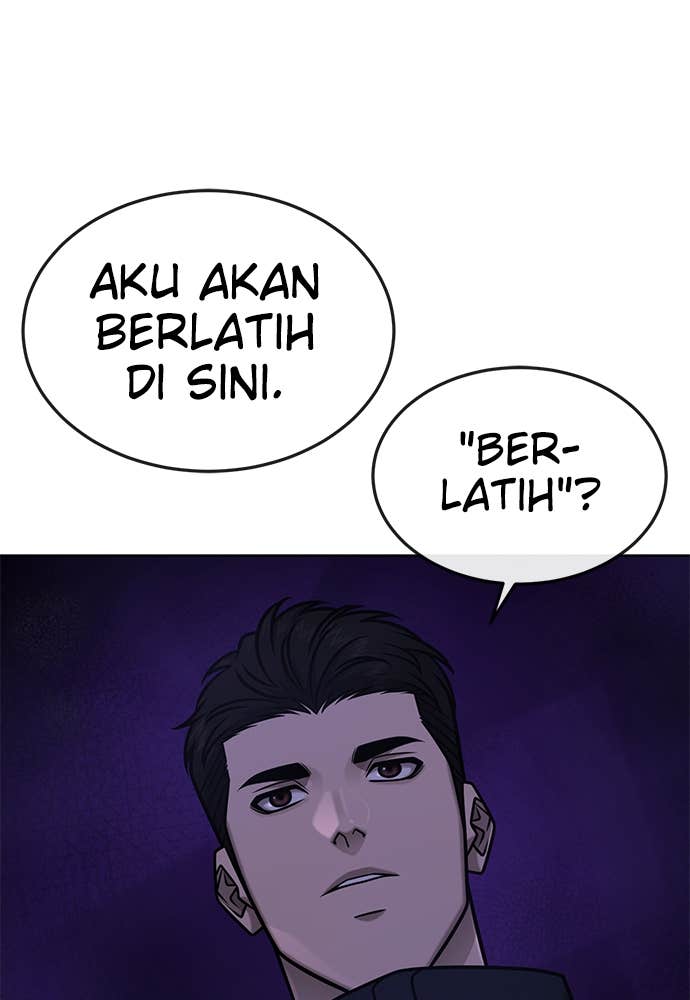 AKU AKAN
BERLATIH
DI SINI.
"BER-
LATIH"?